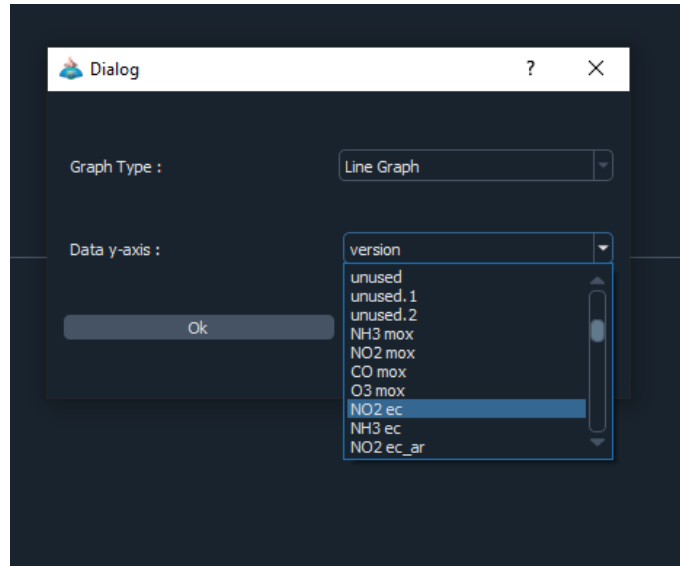 Dialog ?
Graph Type : Line Graph
Data y-axis : version
unused
unused.1
unused.2
NH3 mox
NO2 mox
CO mox
O3 mox
NO2 ec
NH3 ec
NO2 ec_ar
Ok